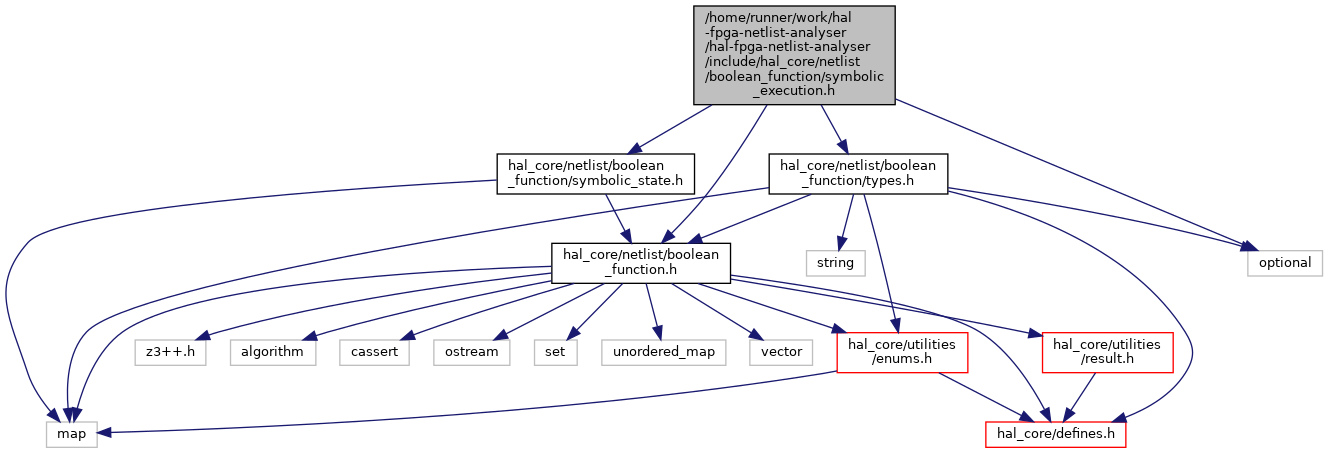 /home/runner/work/hal
-fpga-netlist-analyser
/hal-fpga-netlist-analyser
/include/hal_core/netlist
/boolean_function/symbolic
_execution.h
hal_core/netlist/boolean
_function/symbolic_state.h
hal_core/netlist/boolean
_function/types.h
hal_core/netlist/boolean
_function.h
string
optional
z3++.h
algorithm
cassert
ostream
set
unordered_map
vector
hal_core/utilities
/enums.h
hal_core/utilities
/result.h
map
hal_core/defines.h